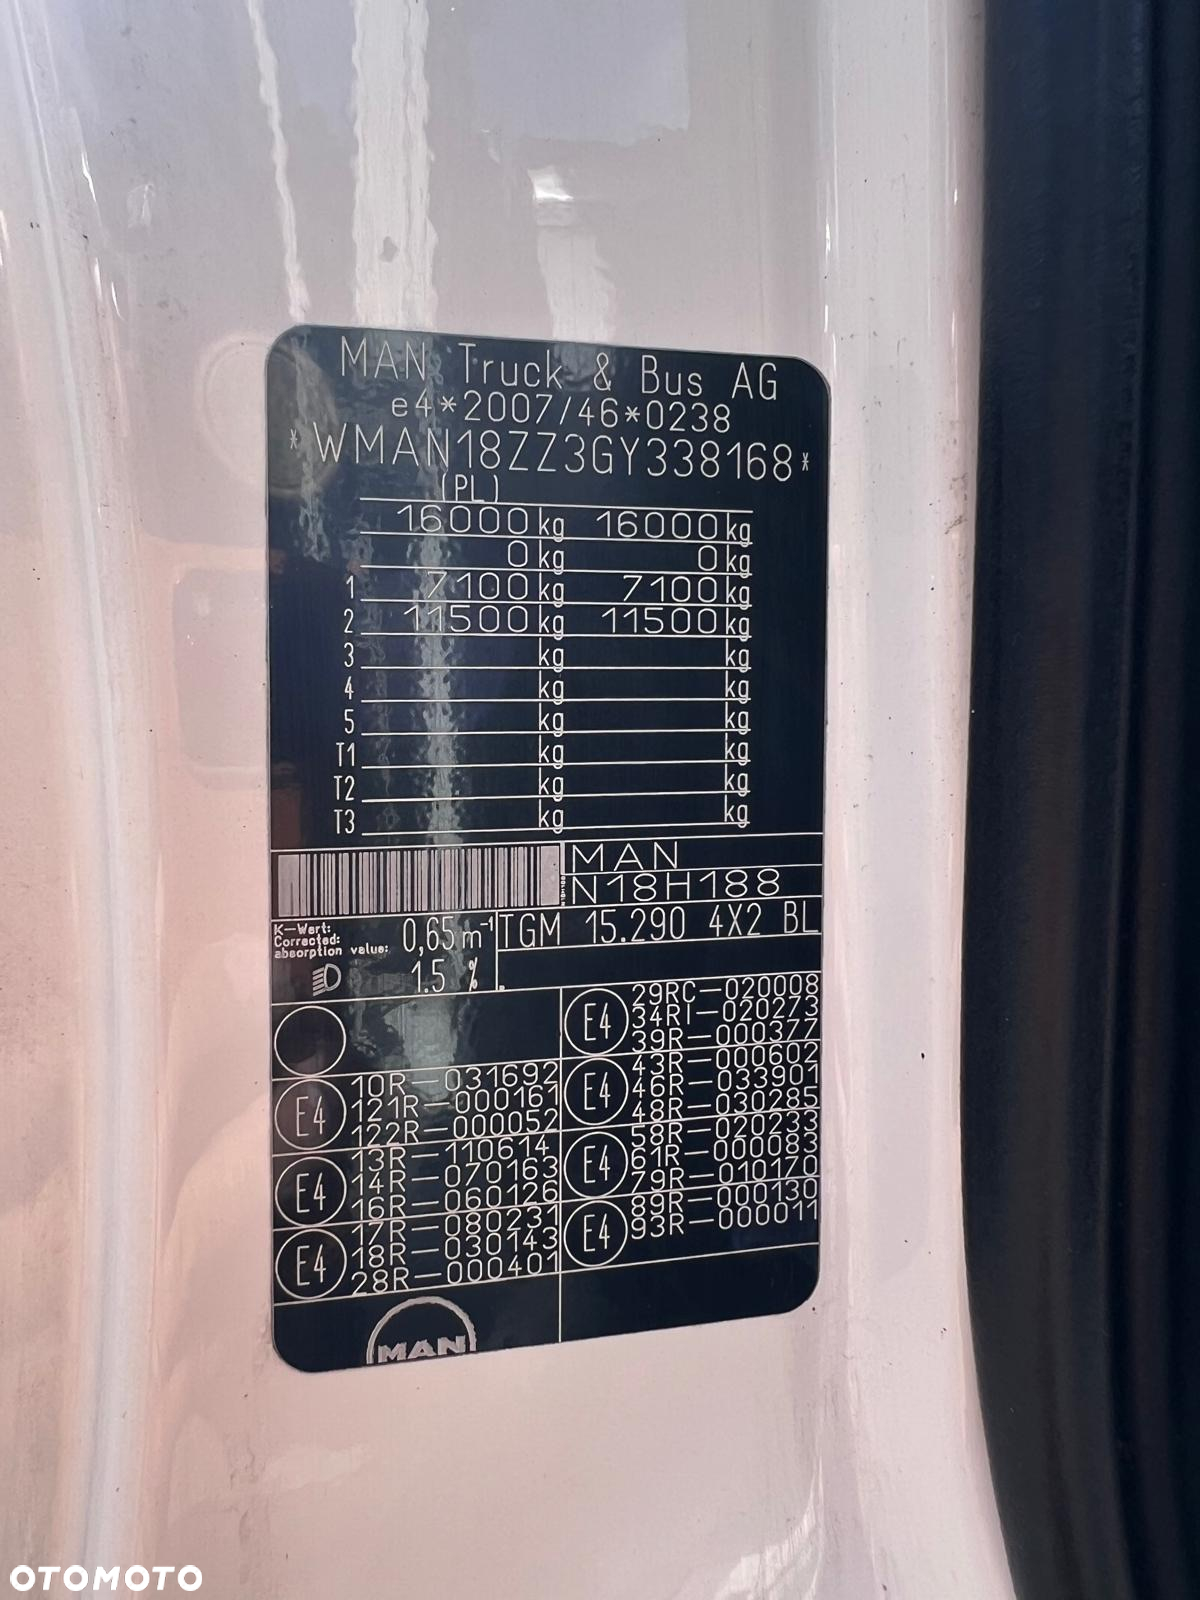 MAN Truck & Bus AG
e4*2007/46*0238
*WMAN18ZZ3GY338168*
(PL)
16000 kg 16000 kg
0 kg 0 kg
1 7100 kg 7100 kg
2 11500 kg 11500 kg
3 kg kg
4 kg kg
5 kg kg
T1 kg kg
T2 kg kg
T3 kg kg
MAN
N18H188
K-Wert:
Corrected:
absorption value: 0,65 m⁻¹
TGM 15.290 4X2 BL
1.5 %
E4
10R-031692
121R-000161
122R-000052
E4
13R-110614
14R-070163
16R-060126
E4
17R-080231
18R-030143
28R-000401
E4
29RC-020008
34RI-020273
39R-000377
E4
43R-000602
46R-033901
48R-030285
E4
58R-020233
61R-000083
79R-010170
E4
89R-000130
93R-000011
MAN
OTOMOTO